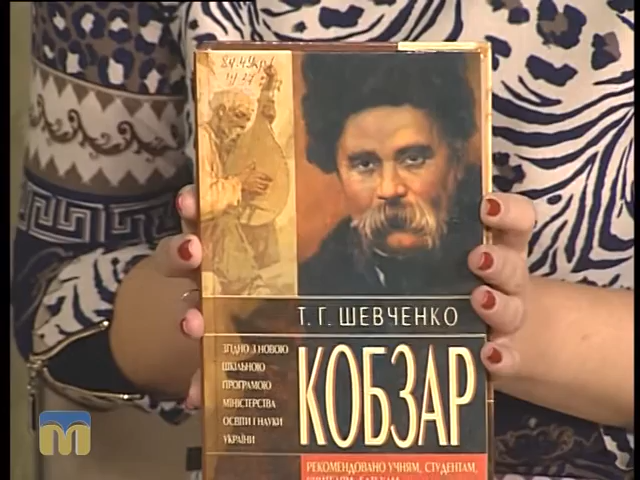 Т. Г. ШЕВЧЕНКО
КОБЗАР
ЗГІДНО З НОВОЮ
ШКІЛЬНОЮ
ПРОГРАМОЮ
МІНІСТЕРСТВА
ОСВІТИ І НАУКИ
УКРАЇНИ
РЕКОМЕНДОВАНО УЧНЯМ, СТУДЕНТАМ,